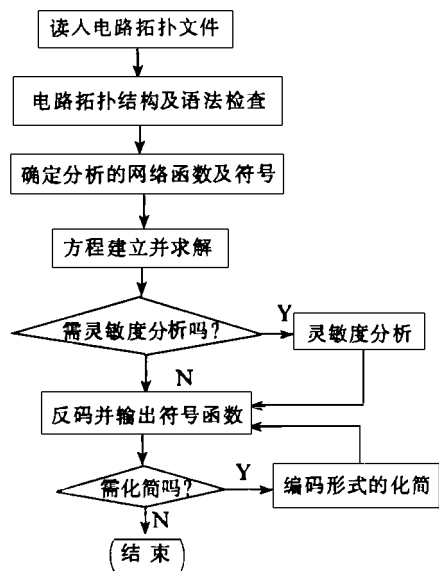 读人电路拓扑文件
电路拓扑结构及语法检查
确定分析的网络函数及符号
方程建立并求解
需灵敏度分析吗?
Y
灵敏度分析
N
反码并输出符号函数
需化简吗?
Y
编码形式的化简
N
结 束